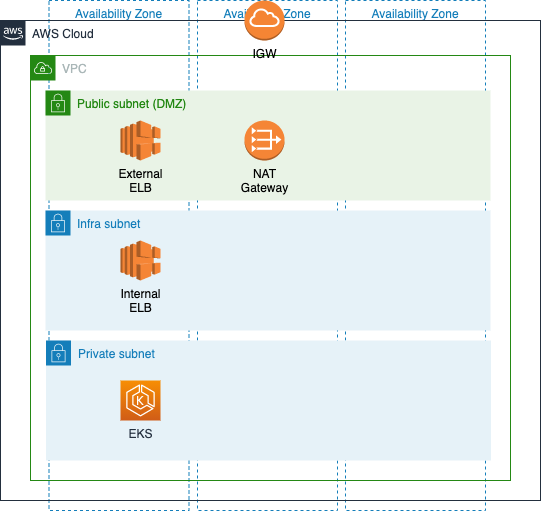 Availability Zone
Availability Zone
Availability Zone
aws
AWS Cloud
IGW
VPC
Public subnet (DMZ)
External
ELB
NAT
Gateway
Infra subnet
Internal
ELB
Private subnet
K
EKS